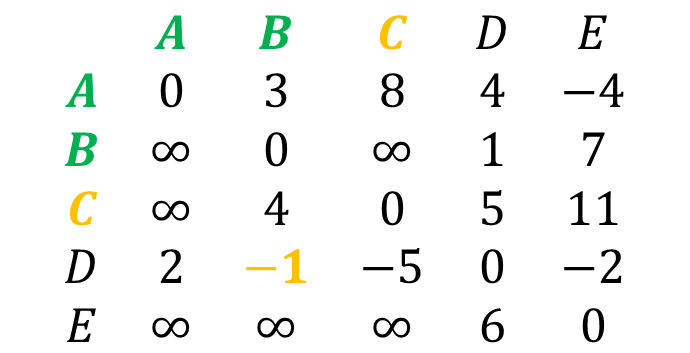 A B C D E
A 0 3 8 4 −4
B ∞ 0 ∞ 1 7
C ∞ 4 0 5 11
D 2 −1 −5 0 −2
E ∞ ∞ ∞ 6 0